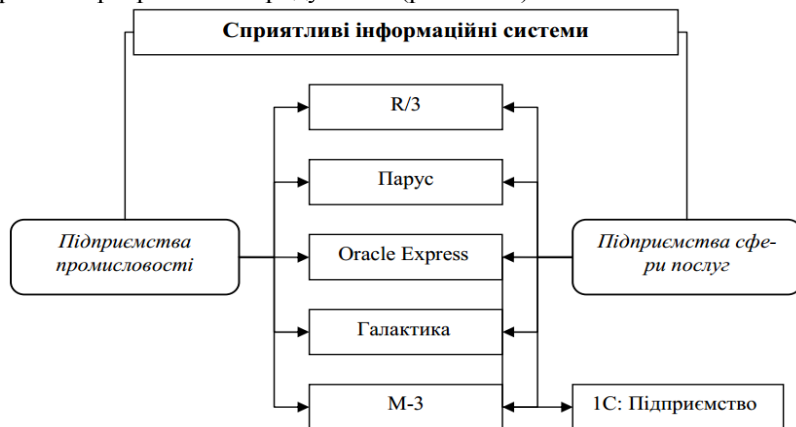 Сприятливі інформаційні системи
R/3
Парус
Підприємства
промисловості
Oracle Express
Підприємства сфе-
ри послуг
Галактика
М-3
1С: Підприємство